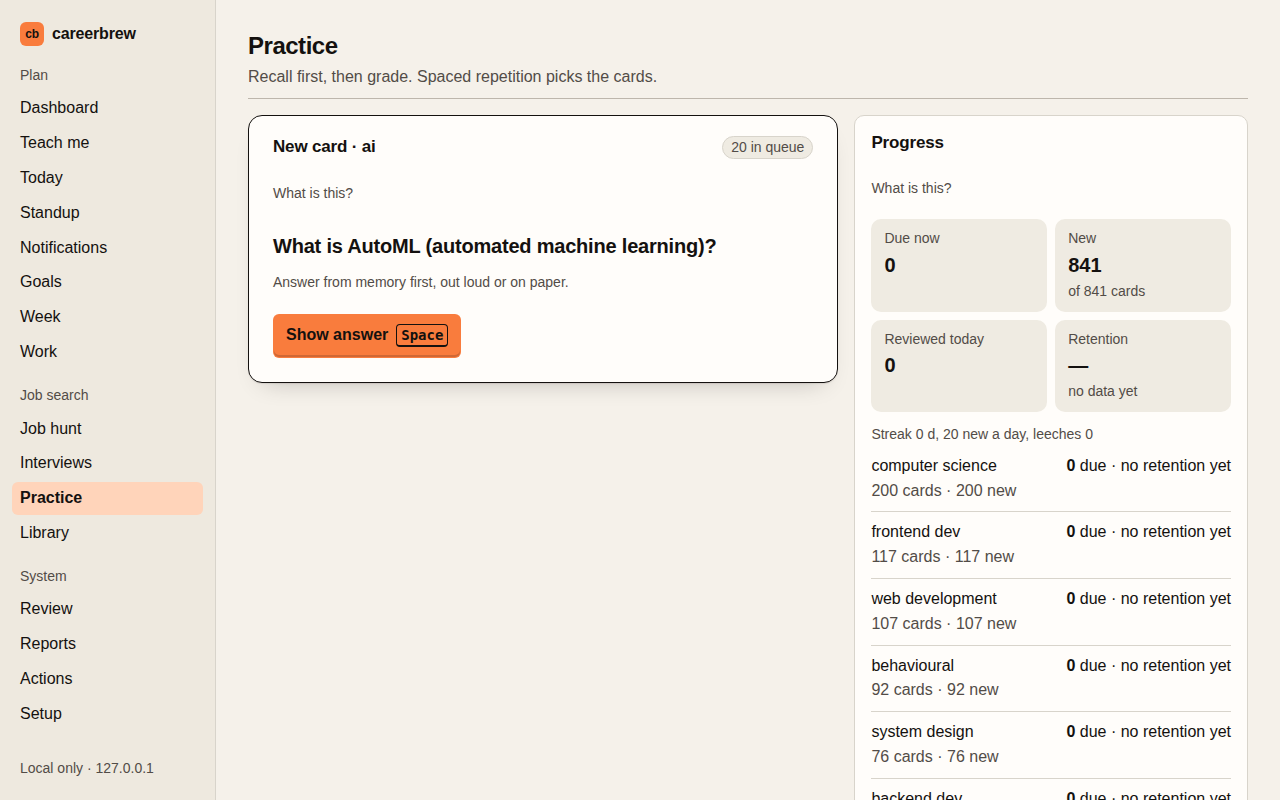 cb careerbrew
Plan
Dashboard
Teach me
Today
Standup
Notifications
Goals
Week
Work
Job search
Job hunt
Interviews
Practice
Library
System
Review
Reports
Actions
Setup
Local only · 127.0.0.1
Practice
Recall first, then grade. Spaced repetition picks the cards.
New card · ai
20 in queue
What is this?
What is AutoML (automated machine learning)?
Answer from memory first, out loud or on paper.
Show answer Space
Progress
What is this?
Due now
0
New
841
of 841 cards
Reviewed today
0
Retention
—
no data yet
Streak 0 d, 20 new a day, leeches 0
computer science
0 due · no retention yet
200 cards · 200 new
frontend dev
0 due · no retention yet
117 cards · 117 new
web development
0 due · no retention yet
107 cards · 107 new
behavioural
0 due · no retention yet
92 cards · 92 new
system design
0 due · no retention yet
76 cards · 76 new
backend dev
0 due · no retention yet